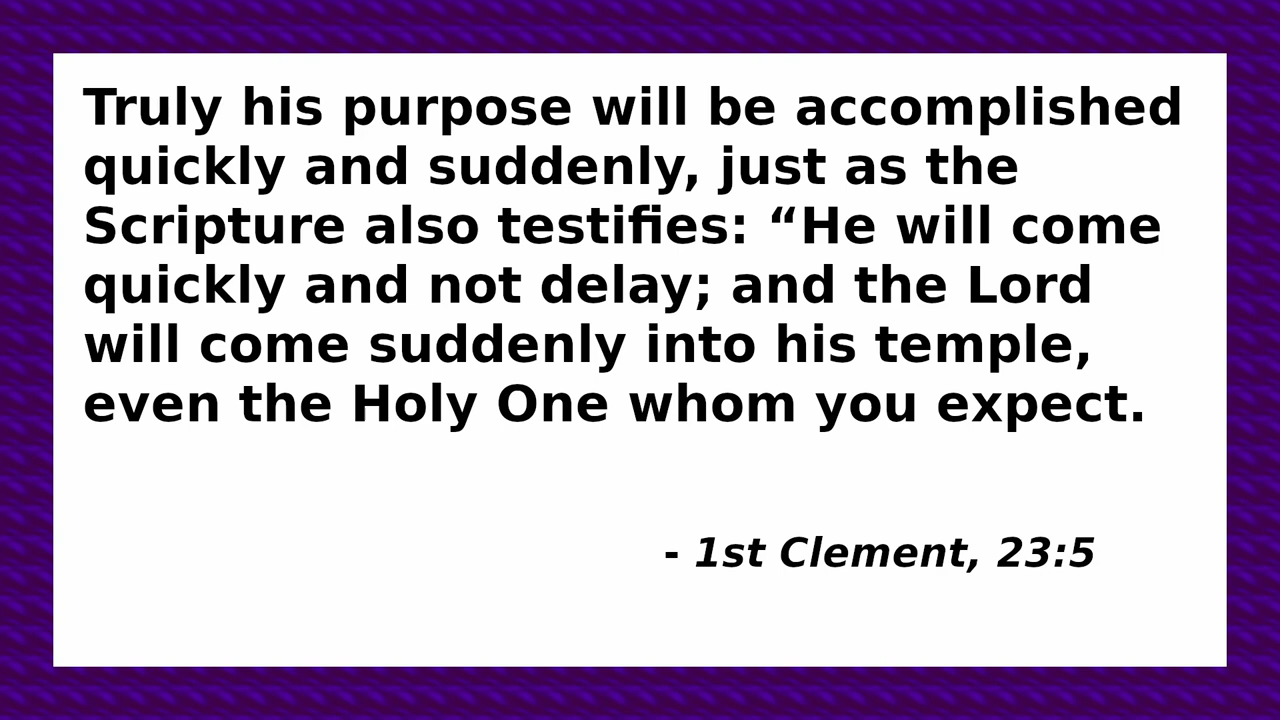 Truly his purpose will be accomplished
quickly and suddenly, just as the
Scripture also testifies: “He will come
quickly and not delay; and the Lord
will come suddenly into his temple,
even the Holy One whom you expect.
- 1st Clement, 23:5